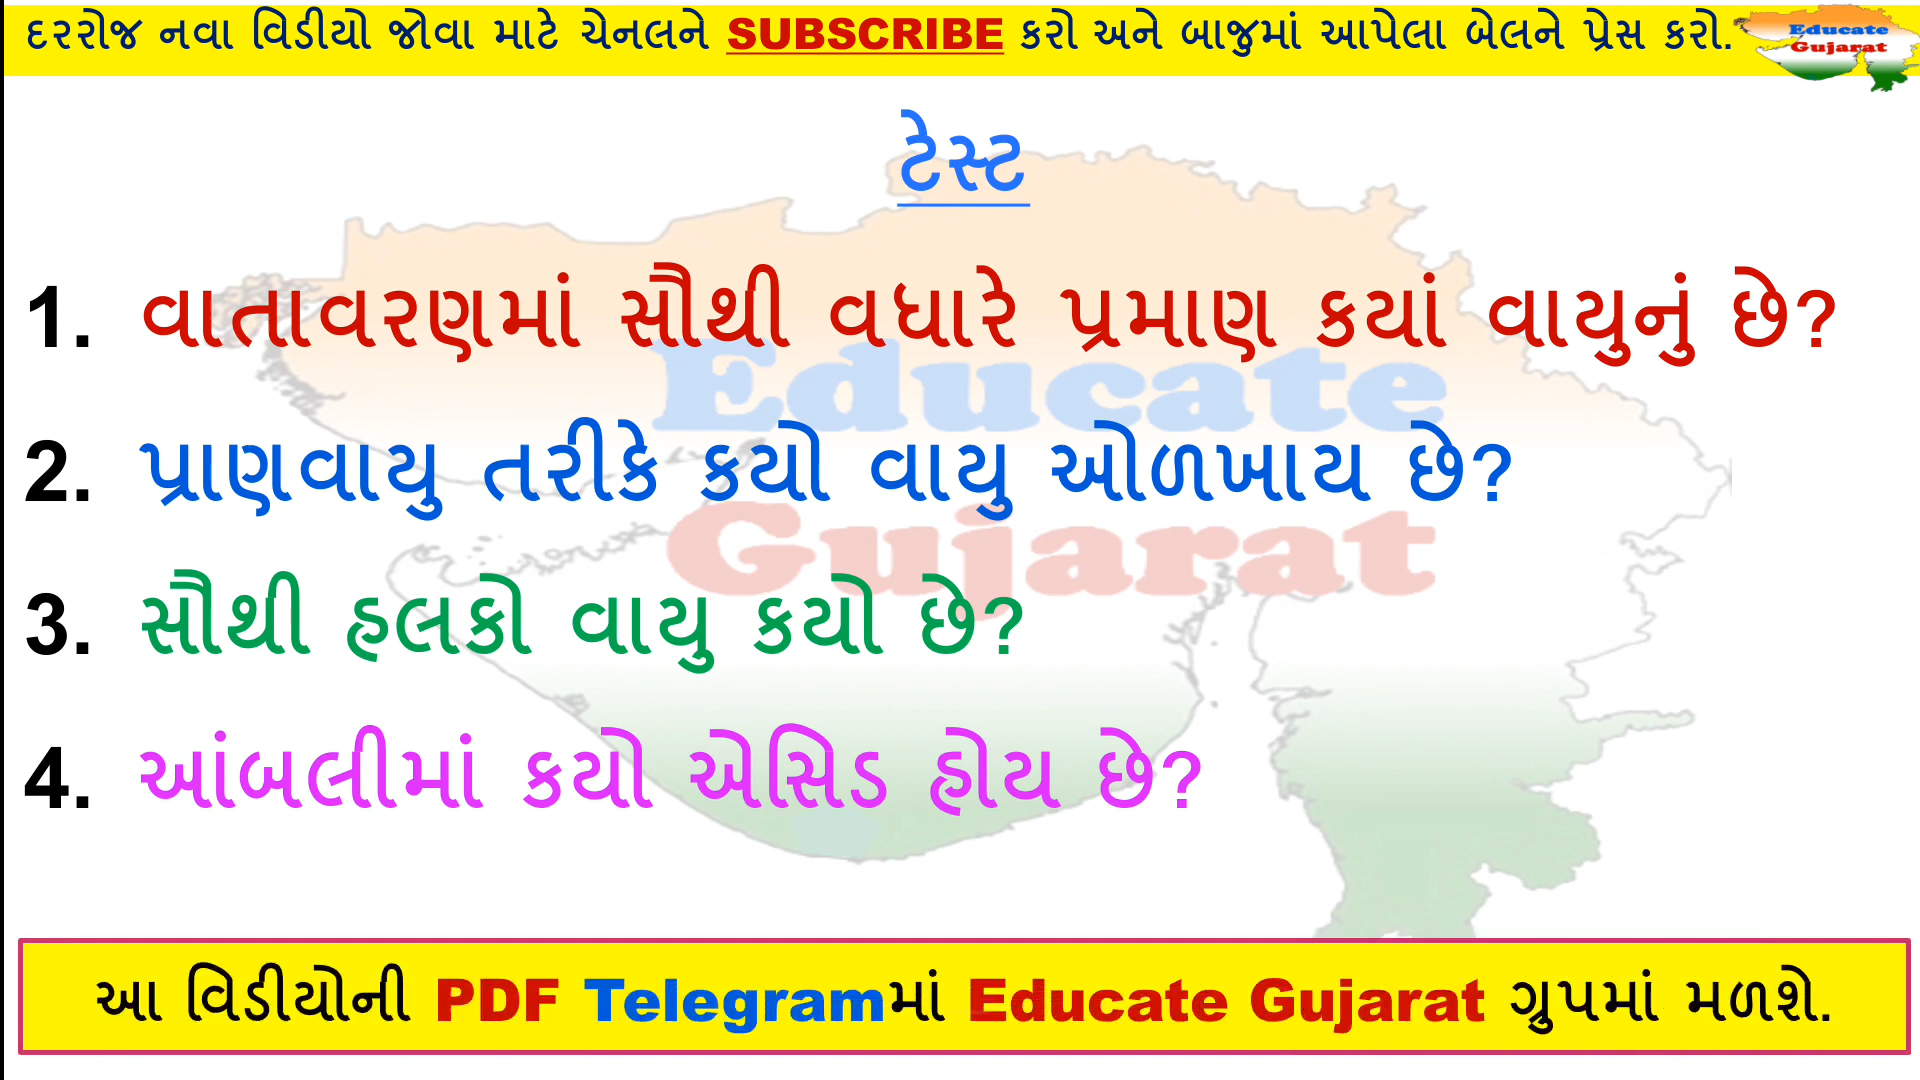 દરરોજ નવા વિડીયો જોવા માટે ચેનલને SUBSCRIBE કરો અને બાજુમાં આપેલા બેલને પ્રેસ કરો.
Educate
Gujarat
ટેસ્ટ
1. વાતાવરણમાં સૌથી વધારે પ્રમાણ કયાં વાયુનું છે?
Educate
2. પ્રાણવાયુ તરીકે કયો વાયુ ઓળખાય છે?
Gujarat
3. સૌથી હલકો વાયુ કયો છે?
4. આંબલીમાં કયો એસિડ હોય છે?
આ વિડીયોની PDF Telegramમાં Educate Gujarat ગ્રુપમાં મળશે.